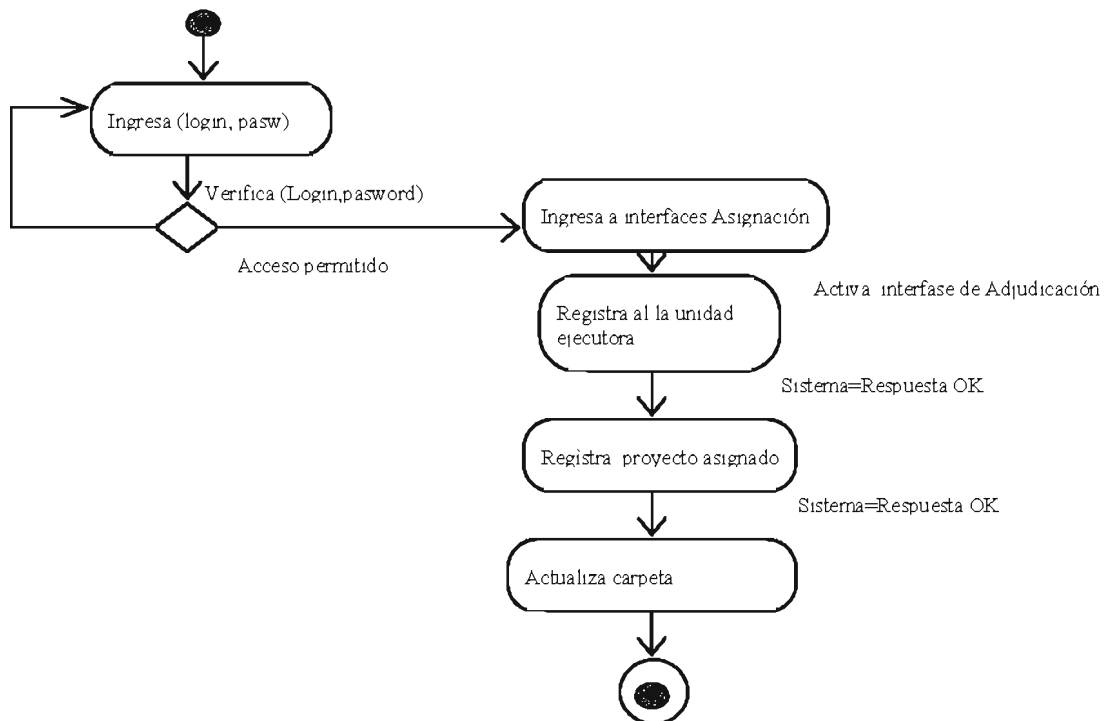 Ingresa (login, pasw)
Verifica (Login,pasword)
Ingresa a interfaces Asignación
Acceso permitido
Activa interfase de Adjudicación
Registra al la unidad
ejecutora
Sistema=Respuesta OK
Registra proyecto asignado
Sistema=Respuesta OK
Actualiza carpeta